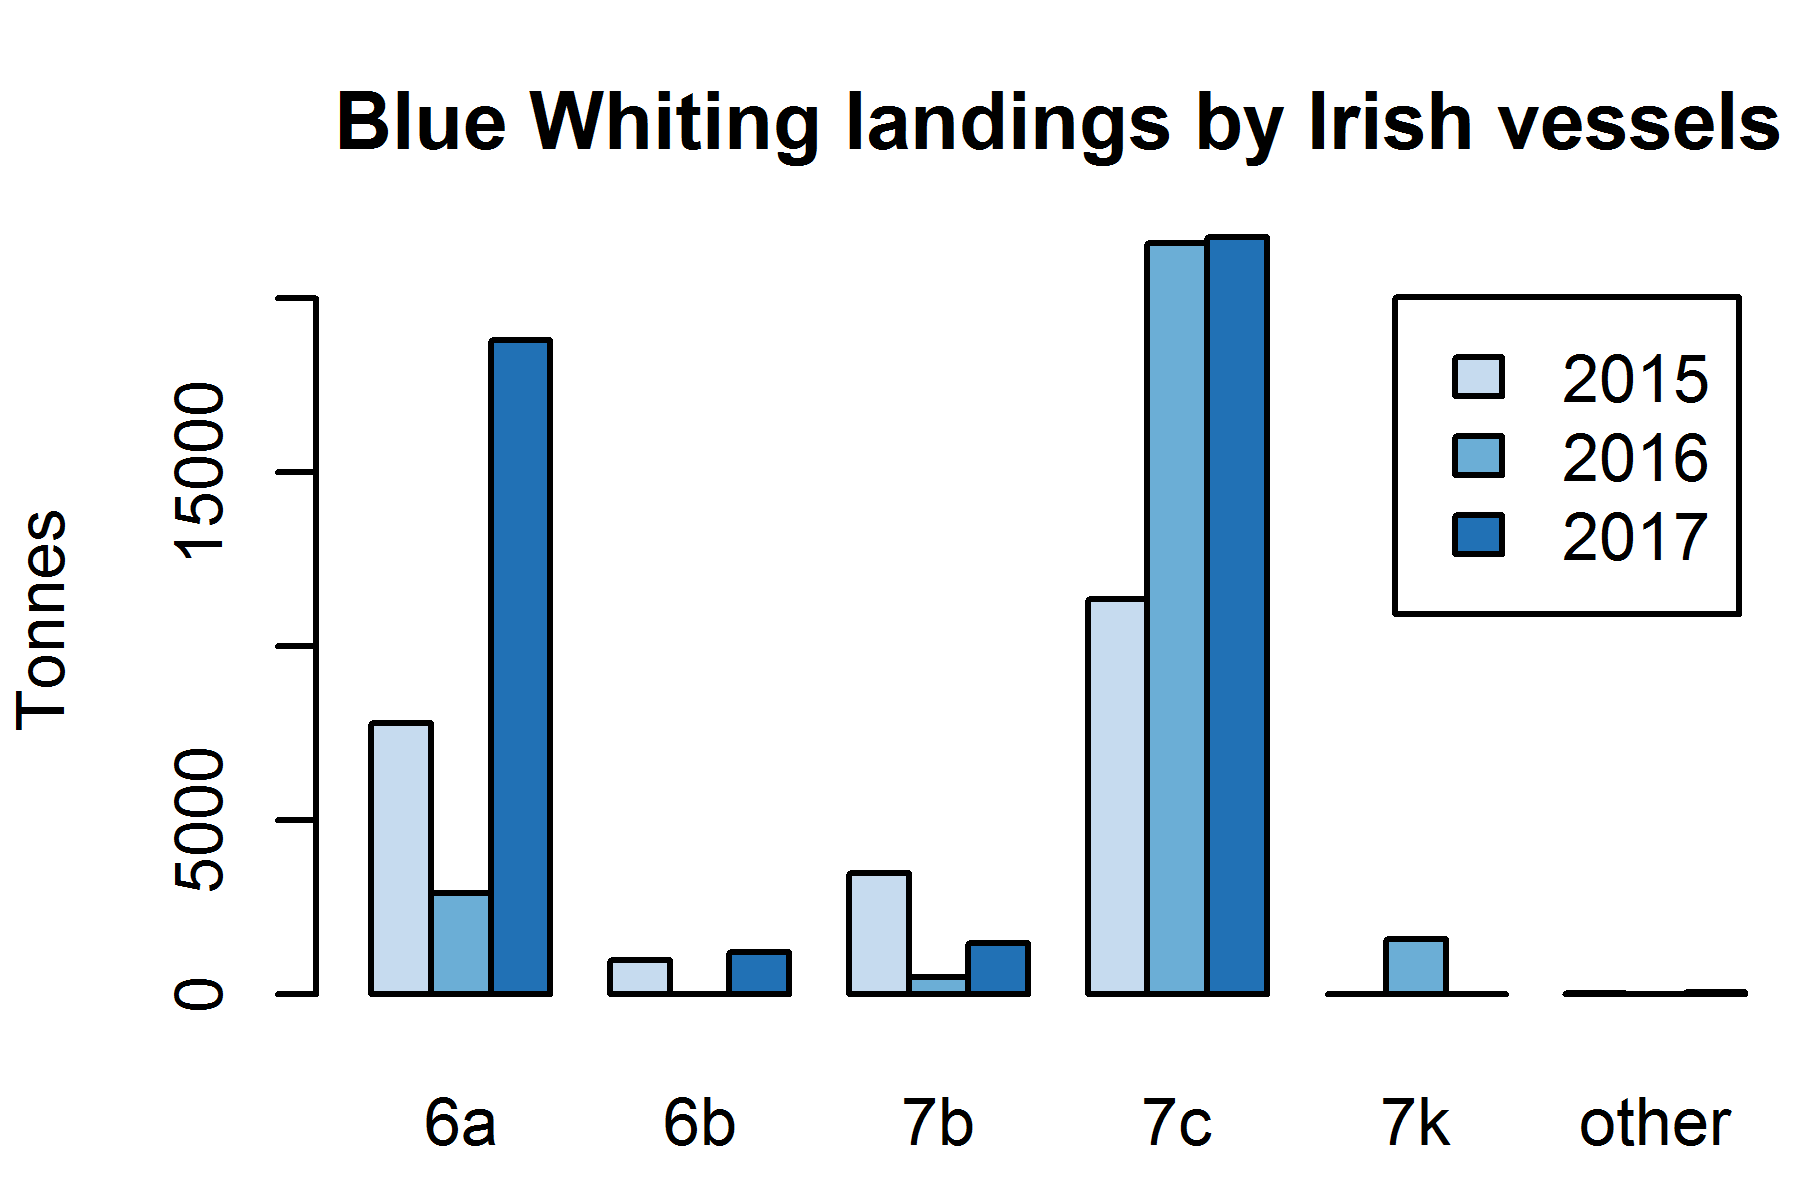 Blue Whiting landings by Irish vessels
Tonnes
15000
5000
0
2015
2016
2017
6a 6b 7b 7c 7k other